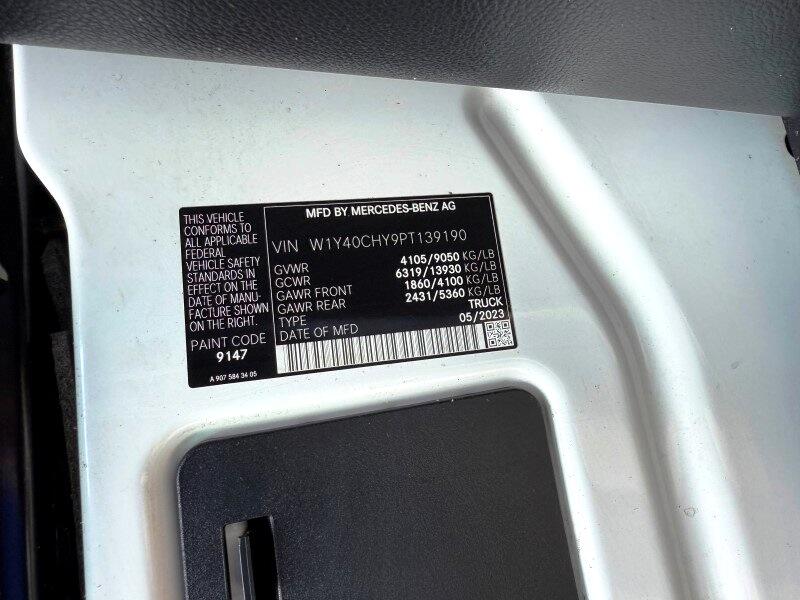 THIS VEHICLE
CONFORMS TO
ALL APPLICABLE
FEDERAL
VEHICLE SAFETY
STANDARDS IN
EFFECT ON THE
DATE OF MANU-
FACTURE SHOWN
ON THE RIGHT.
PAINT CODE
9147
A 907 584 34 05
MFD BY MERCEDES-BENZ AG
VIN W1Y40CHY9PT139190
GVWR 4105/9050 KG/LB
GCWR 6319/13930 KG/LB
GAWR FRONT 1860/4100 KG/LB
GAWR REAR 2431/5360 KG/LB
TYPE TRUCK
DATE OF MFD 05/2023